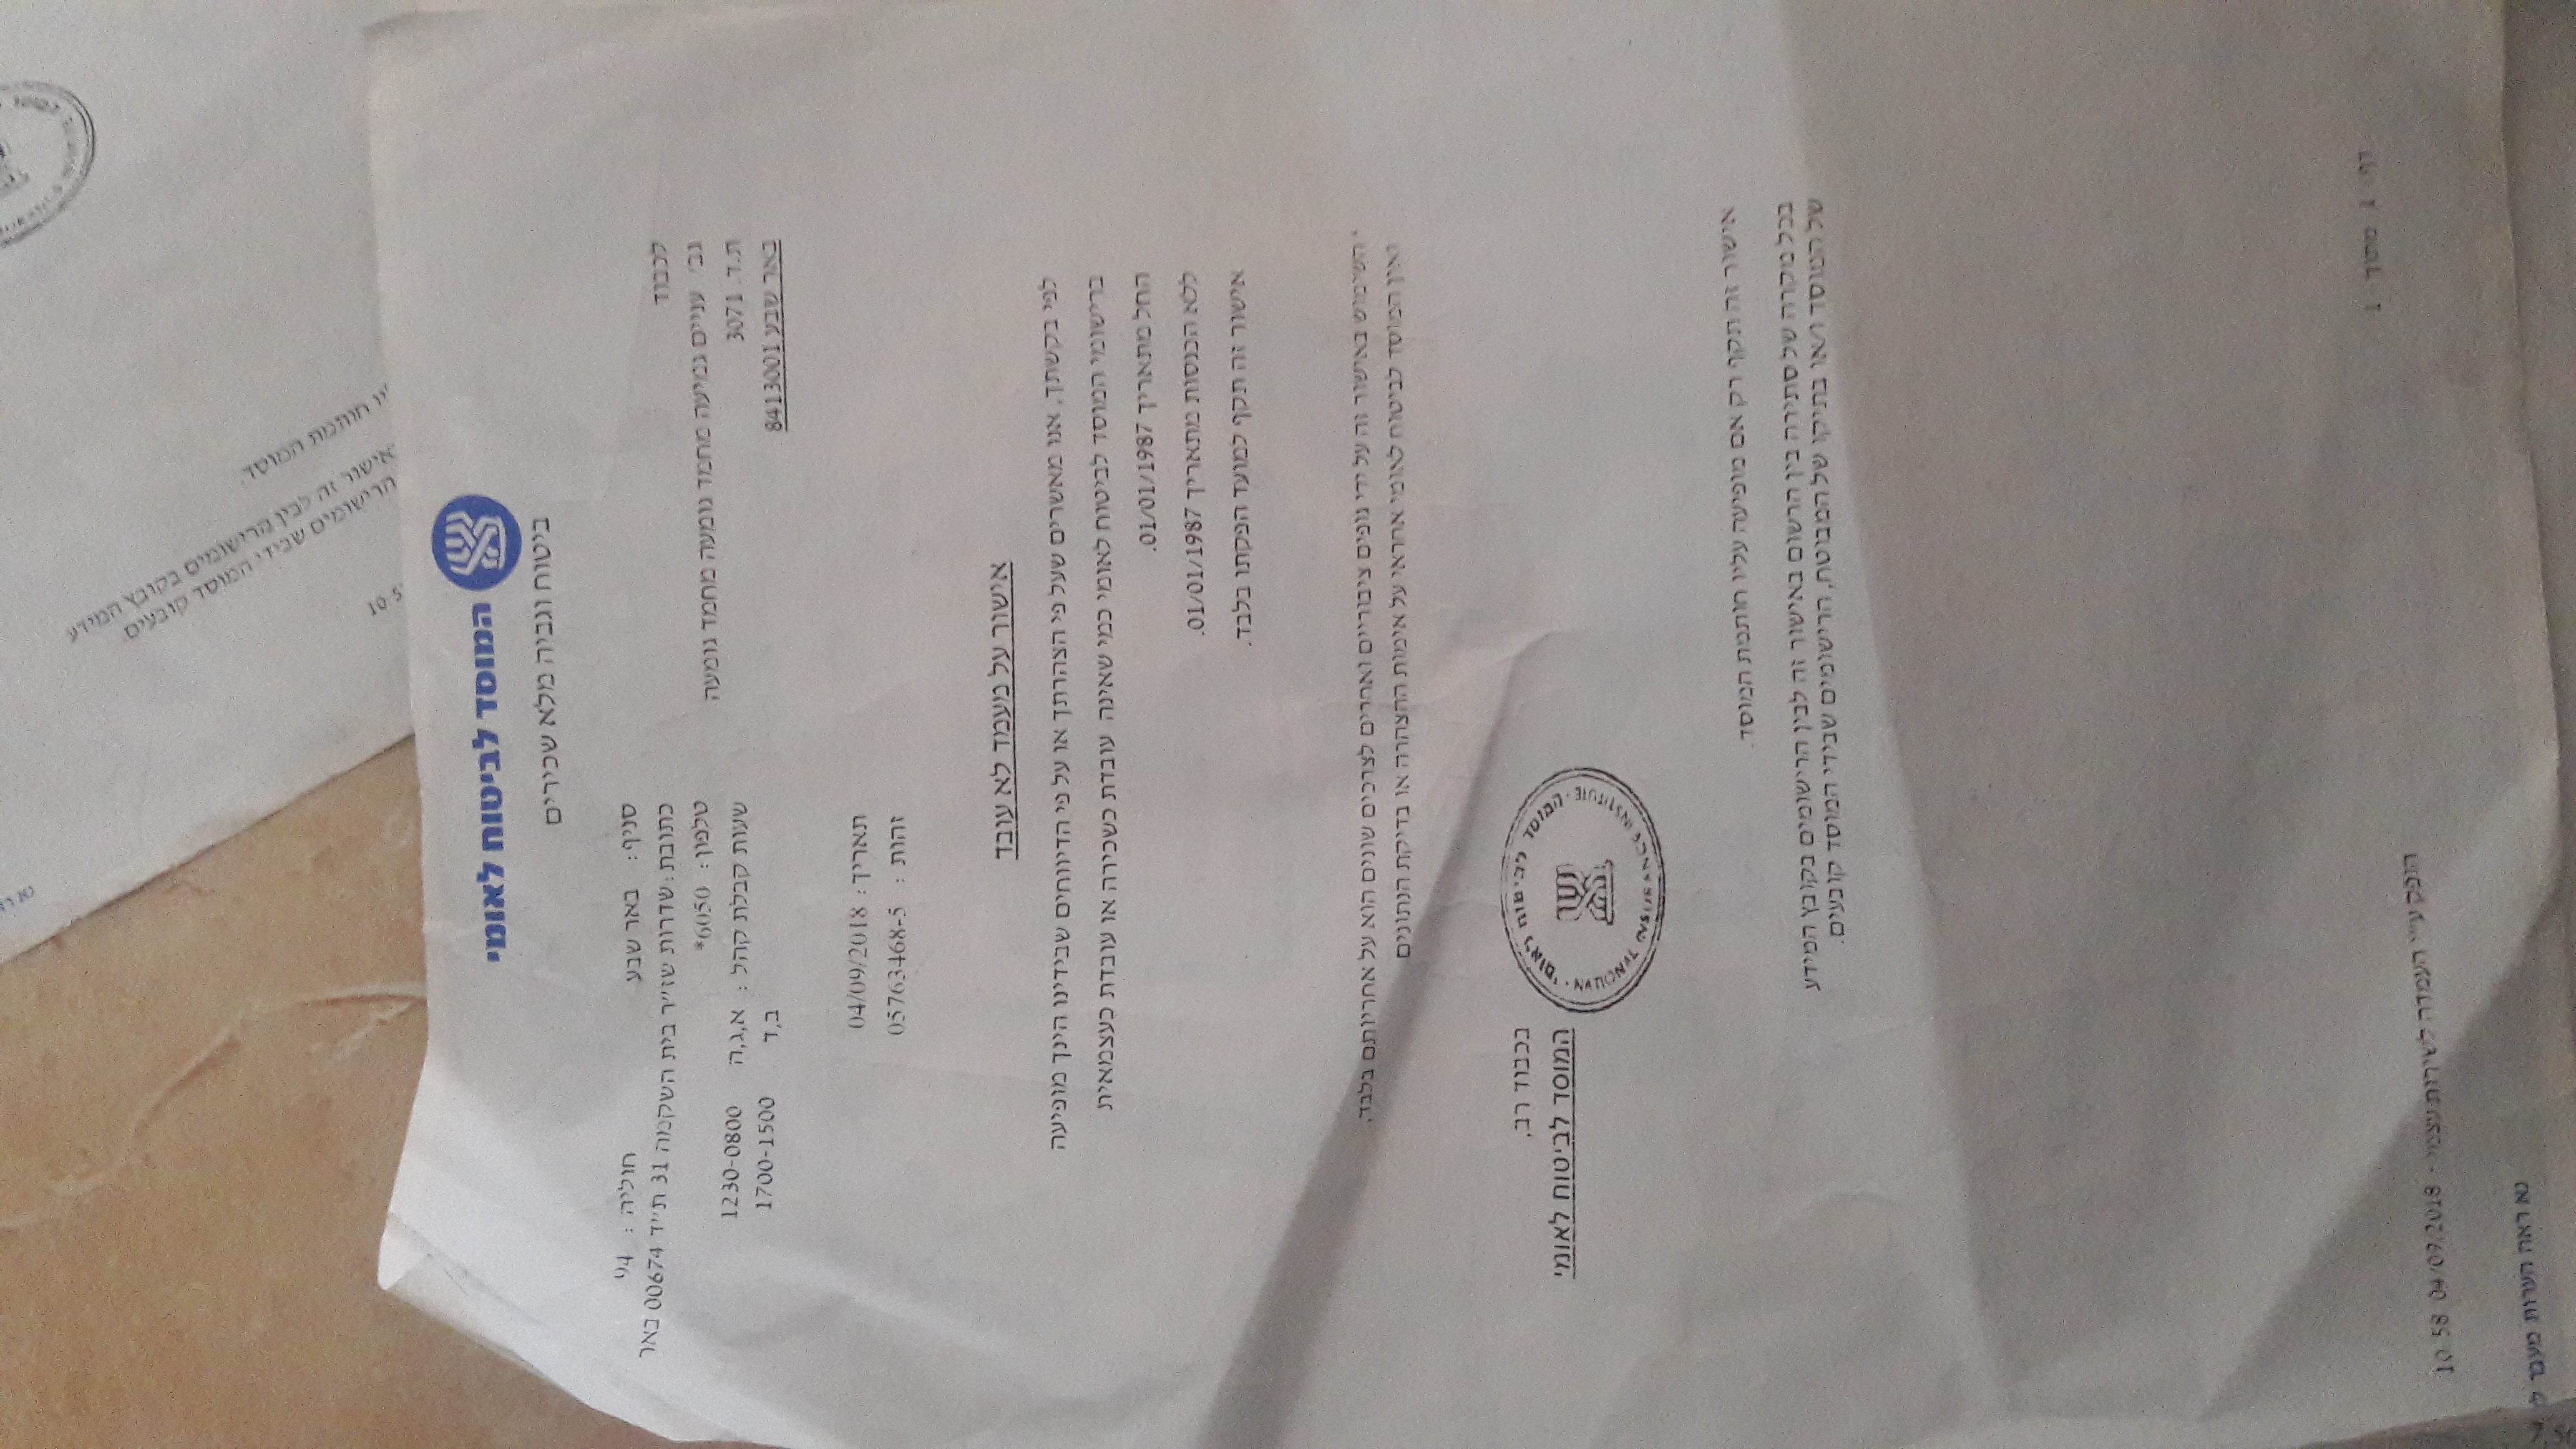 המוסד לביטוח לאומי
ביטוח וגביה מלא שכירים
סניף: באר שבע חוליה: 94
כתובת: שדרות שז"ר בית השקמה 31 ת"ד 00674 באר
טלפון: 6050*
שעות קבלת קהל: א,ג,ה 1230-0800
ב,ד 1700-1500
לכבוד
גב' עניים גמיעה מחמד גומעה מחמד גומעה
ת.ד. 3071
באר שבע 8413001
תאריך: 04/09/2018
זהות: 05763468-5
אישור על מעמד לא עובד
לפי בקשתך, אנו מאשרים שעל פי הצהרתך או על פי הדיווחים שבידינו הינך מופיעה
ברישומי המוסד לביטוח לאומי כמי שאינה עובדת כשכירה או עובדת כעצמאית
החל מתאריך 01/01/1987.
ללא הכנסות מתאריך 01/01/1987.
אישור זה תקף למועד הפקתו בלבד.
* השימוש באישור זה על ידי גופים ציבוריים ואחרים לצרכים שונים הוא על אחריותם בלבד,
ואין המוסד לביטוח לאומי אחראי על אימות ההצהרה או בדיקת הנתונים
בכבוד רב,
המוסד לביטוח לאומי
המוסד לביטוח לאומי
NATIONAL INSURANCE INSTITUTE
אישור זה תקף רק אם מופיעה עליו חותמת המוסד.
בכל מקרה של סתירה בין הרשום באישור זה לבין הרישומים בקובץ המידע
של המוסד ו/או בתיקו של המבוטח, הרישומים שבידי המוסד קובעים.
דף 1 מתוך 1
הופק ע"י העמדה לשירות עצמי - 04/09/2018 10:58
נא ראה הערות מעבר
יו חותמת המוסד.
אישור זה לבין הרישומים בקובץ המידע
הרישומים שבידי המוסד קובעים
10:5